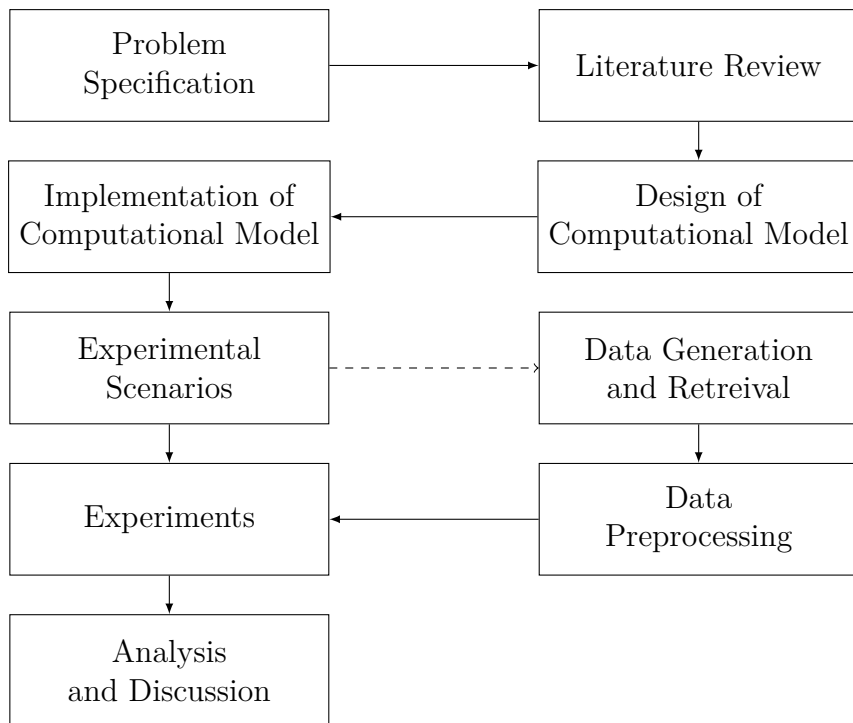 Problem
Specification
Literature Review
Implementation of
Computational Model
Design of
Computational Model
Experimental
Scenarios
Data Generation
and Retreival
Experiments
Data
Preprocessing
Analysis
and Discussion